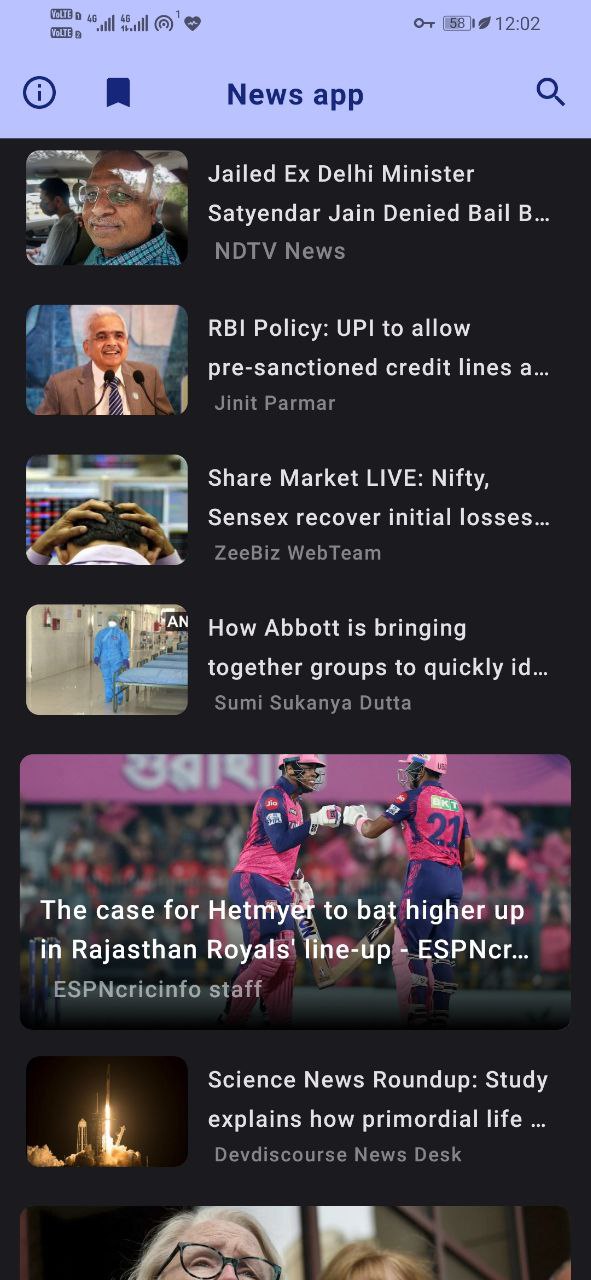 VoLTE 1
VoLTE 2
4G
4G
1
58
12:02
News app
Jailed Ex Delhi Minister
Satyendar Jain Denied Bail B...
NDTV News
RBI Policy: UPI to allow
pre-sanctioned credit lines a...
Jinit Parmar
Share Market LIVE: Nifty,
Sensex recover initial losses...
ZeeBiz WebTeam
AN
How Abbott is bringing
together groups to quickly id...
Sumi Sukanya Dutta
গুৱাহা
Jio
BKT
21
The case for Hetmyer to bat higher up
in Rajasthan Royals' line-up - ESPNcr...
ESPNcricinfo staff
Science News Roundup: Study
explains how primordial life ...
Devdiscourse News Desk